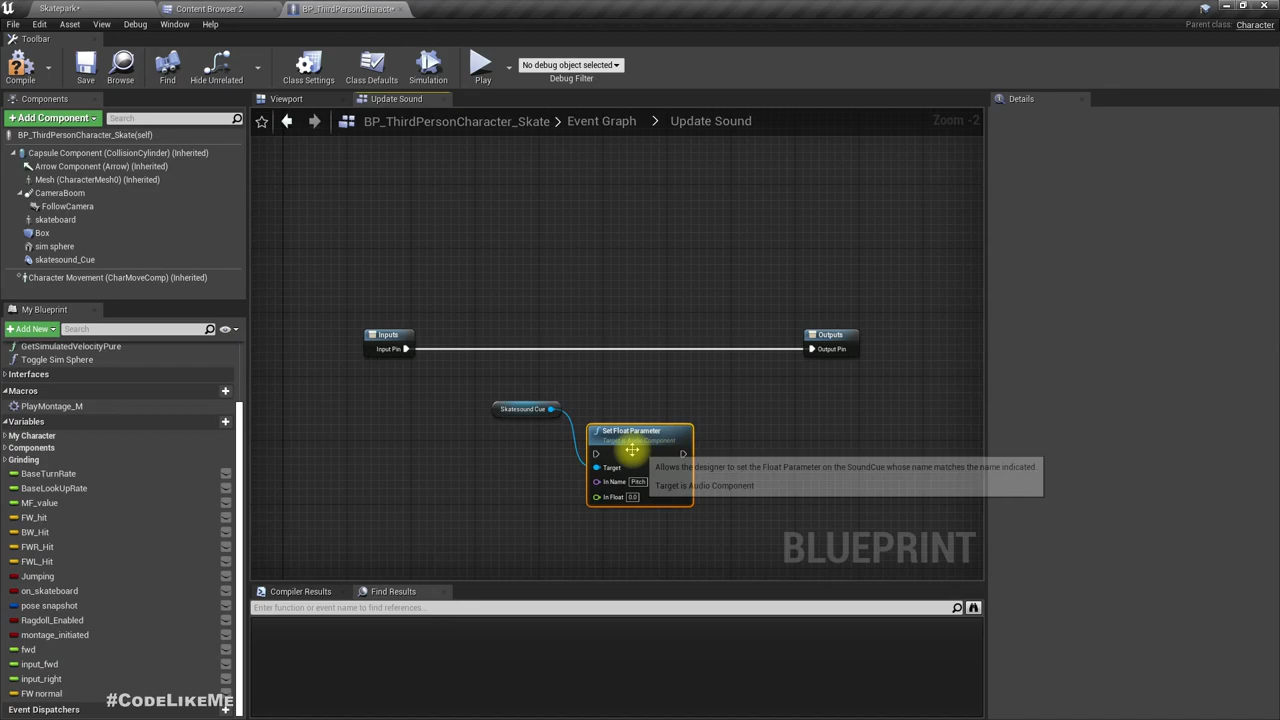 Skatepark*
Content Browser 2
BP_ThirdPersonCharacte*
File Edit Asset View Debug Window Help
Parent class: Character
Toolbar
Compile
Save
Browse
Find
Hide Unrelated
Class Settings
Class Defaults
Simulation
Play
No debug object selected
Debug Filter
Components
+Add Component
Search
BP_ThirdPersonCharacter_Skate(self)
Capsule Component (CollisionCylinder) (Inherited)
Arrow Component (Arrow) (Inherited)
Mesh (CharacterMesh0) (Inherited)
CameraBoom
FollowCamera
skateboard
Box
sim sphere
skatesound_Cue
Character Movement (CharMoveComp) (Inherited)
My Blueprint
+Add New
Search
GetSimulatedVelocityPure
Toggle Sim Sphere
Interfaces
Macros
PlayMontage_M
Variables
My Character
Components
Grinding
BaseTurnRate
BaseLookUpRate
MF_value
FW_hit
BW_Hit
FWR_Hit
FWL_Hit
Jumping
on_skateboard
pose snapshot
Ragdoll_Enabled
montage_initiated
fwd
input_fwd
input_right
FW normal
Event Dispatchers
#CodeLikeMe
Viewport
Update Sound
BP_ThirdPersonCharacter_Skate > Event Graph > Update Sound
Zoom -2
Inputs
Input Pin
Outputs
Output Pin
Skatesound Cue
Set Float Parameter
Target is Audio Component
Target
In Name Pitch
In Float 0.0
Allows the designer to set the Float Parameter on the SoundCue whose name matches the name indicated.
Target is Audio Component
BLUEPRINT
Compiler Results
Find Results
Enter function or event name to find references...
Details